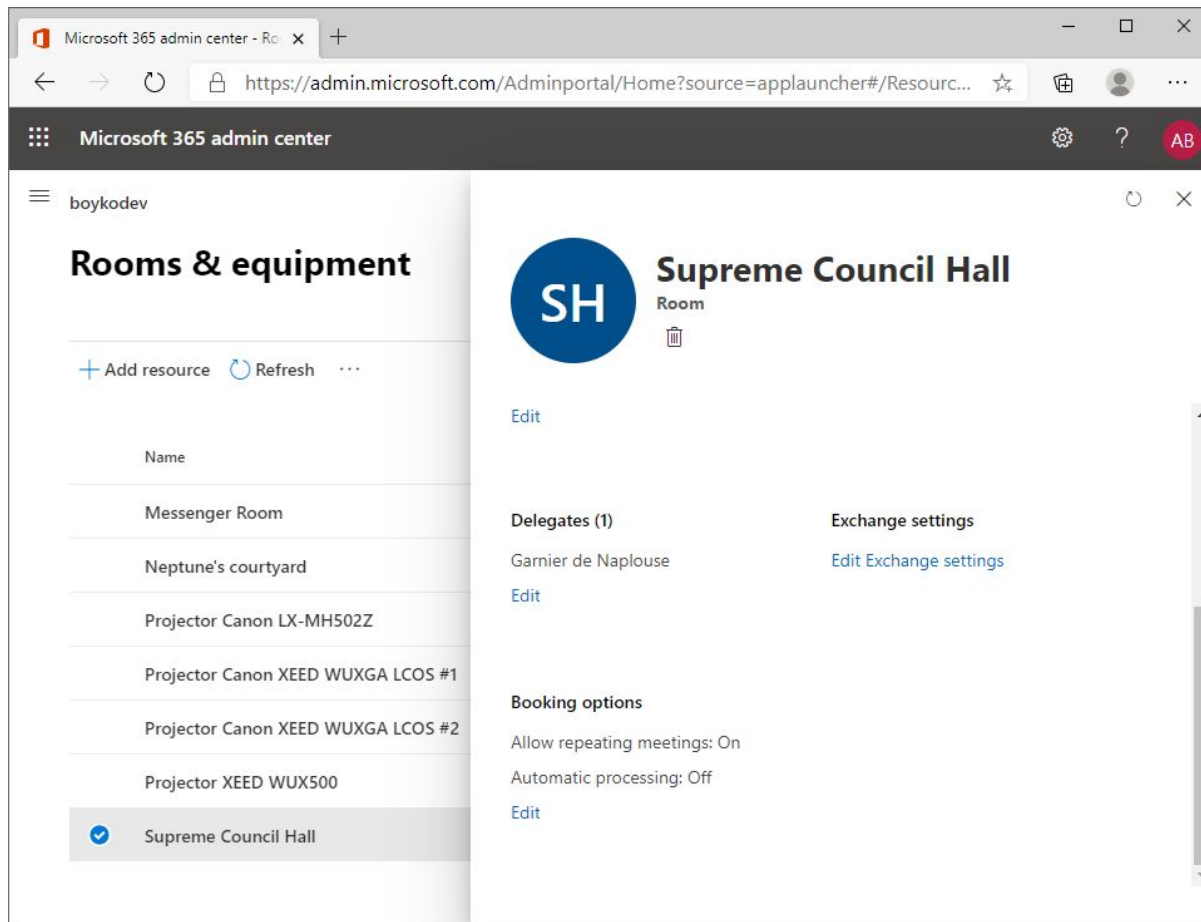 Microsoft 365 admin center - Ro
https://admin.microsoft.com/Adminportal/Home?source=applauncher#/Resourc...
Microsoft 365 admin center
AB
boykodev
Rooms & equipment
Add resource
Refresh
Name
Messenger Room
Neptune's courtyard
Projector Canon LX-MH502Z
Projector Canon XEED WUXGA LCOS #1
Projector Canon XEED WUXGA LCOS #2
Projector XEED WUX500
Supreme Council Hall
SH
Supreme Council Hall
Room
Edit
Delegates (1)
Garnier de Naplouse
Edit
Exchange settings
Edit Exchange settings
Booking options
Allow repeating meetings: On
Automatic processing: Off
Edit